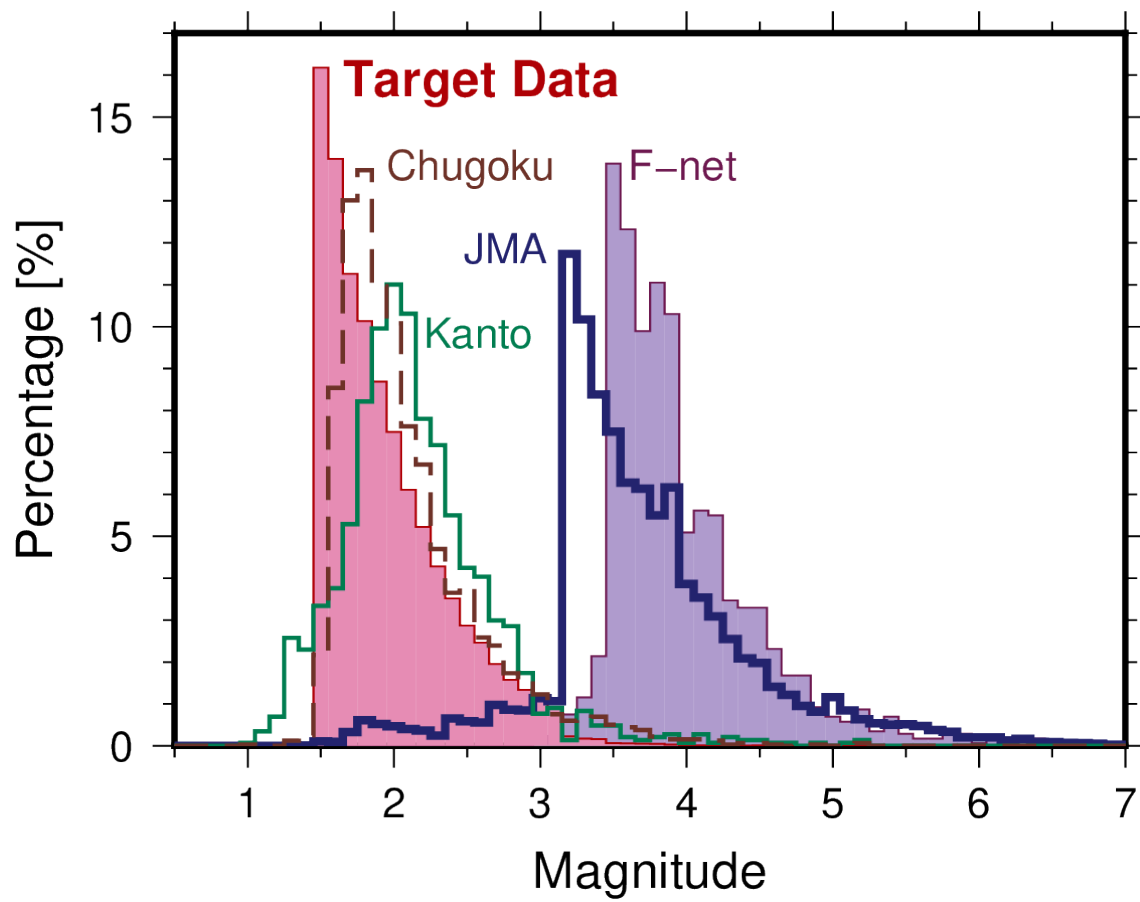 Target Data
Chugoku
F−net
JMA
Kanto
Percentage [%]
15
10
5
0
1 2 3 4 5 6 7
Magnitude